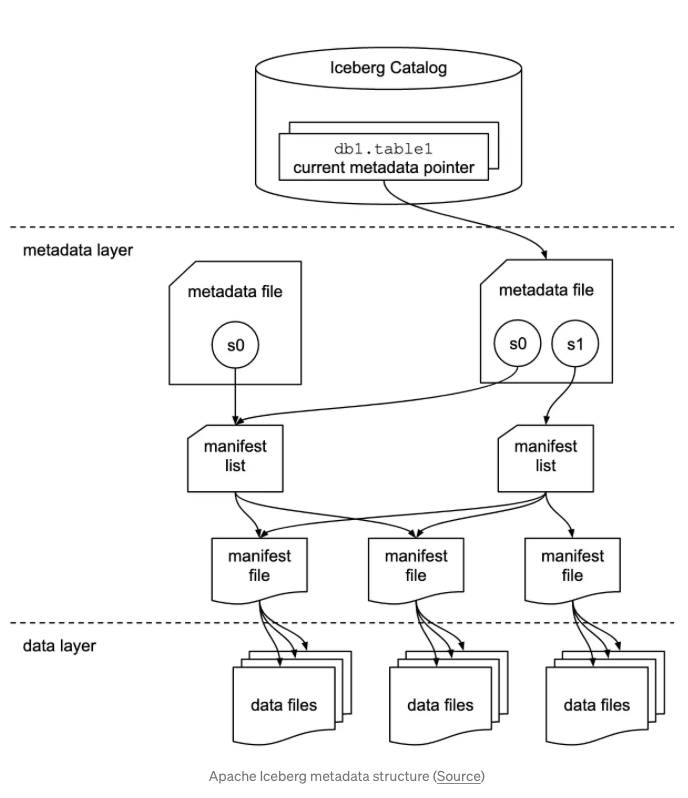 Iceberg Catalog
db1.table1
current metadata pointer
metadata layer
metadata file
s0
metadata file
s0
s1
manifest
list
manifest
list
manifest
file
manifest
file
manifest
file
data layer
data files
data files
data files
Apache Iceberg metadata structure (Source)